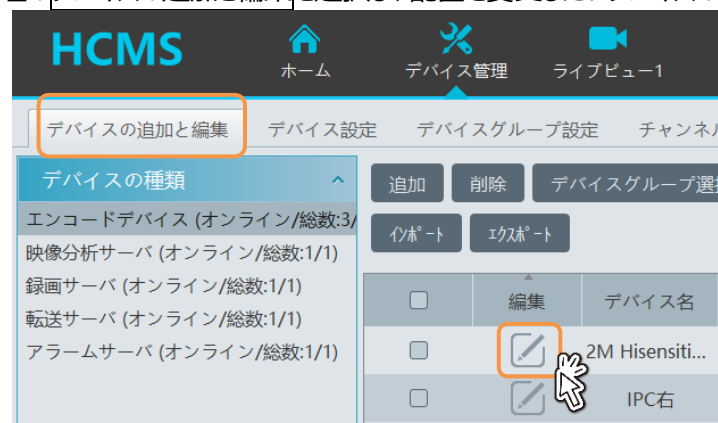 HCMS
ホーム
デバイス管理
ライブビュー1
デバイスの追加と編集
デバイス設定
デバイスグループ設定
チャンネル
デバイスの種類
追加
削除
デバイスグループ選択
エンコードデバイス (オンライン/総数:3/
ｲﾝﾎﾟｰﾄ
ｴｸｽﾎﾟｰﾄ
映像分析サーバ (オンライン/総数:1/1)
録画サーバ (オンライン/総数:1/1)
転送サーバ (オンライン/総数:1/1)
アラームサーバ (オンライン/総数:1/1)
編集
デバイス名
2M Hisensiti...
IPC右